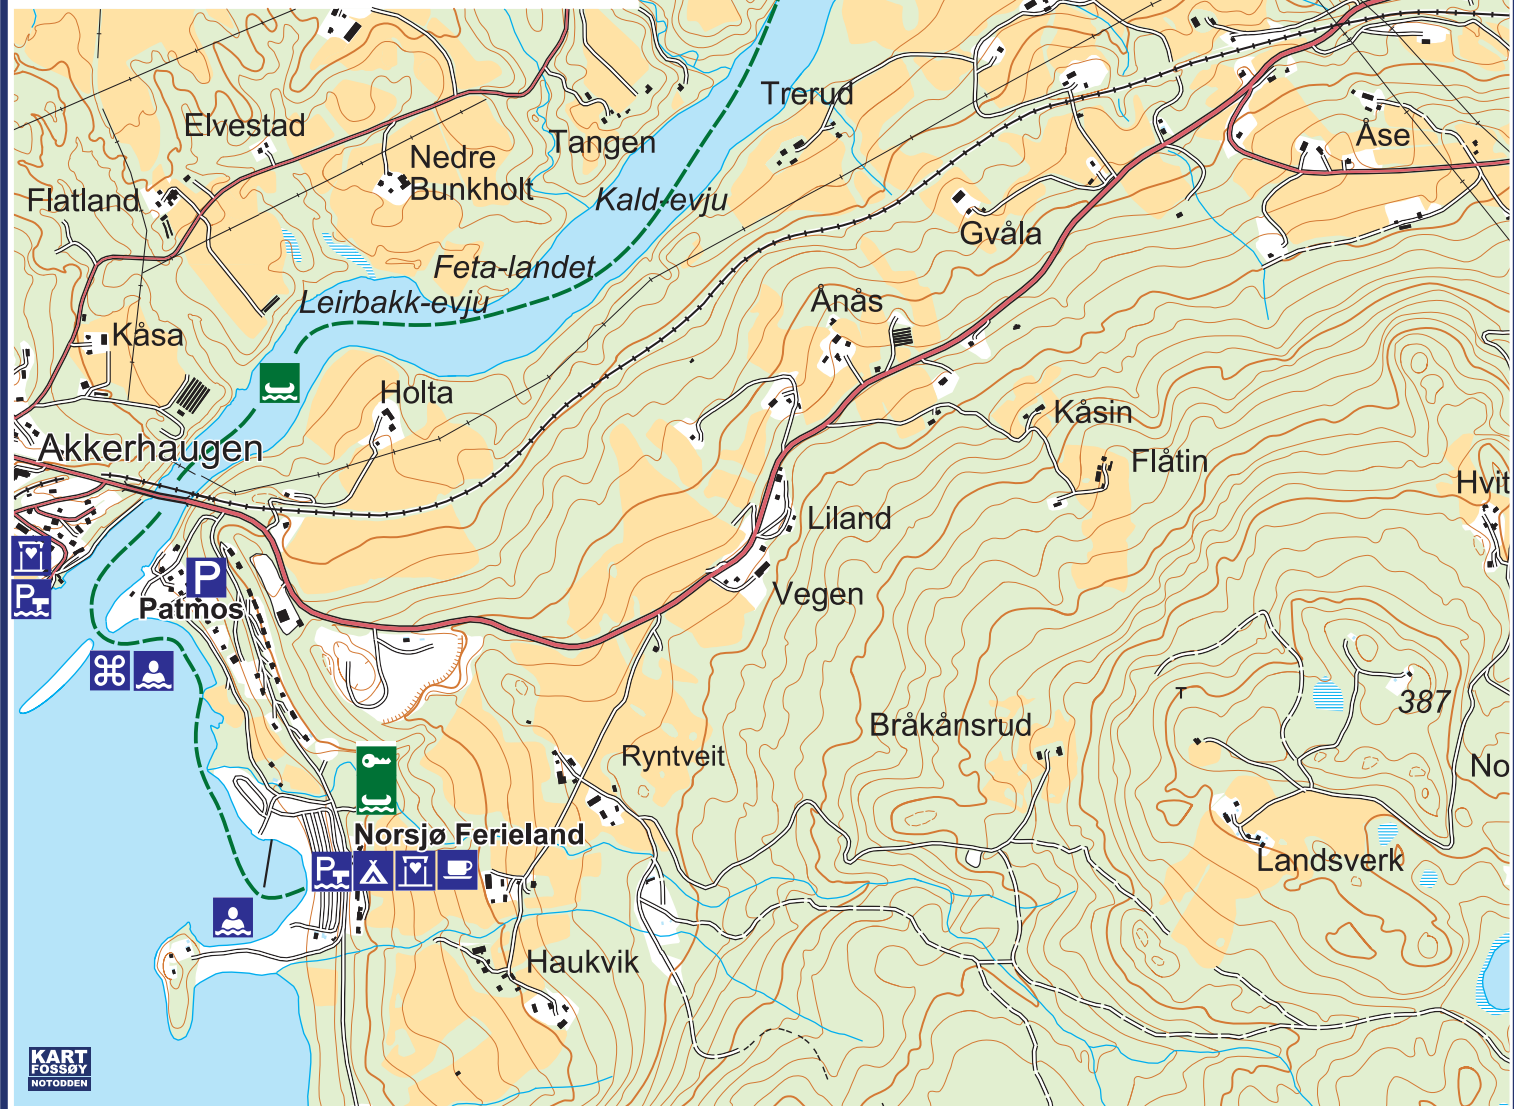 Trerud
Elvestad
Åse
Tangen
Nedre
Bunkholt
Flatland
Kald-evju
Gvåla
Feta-landet
Leirbakk-evju
Ånås
Kåsa
Holta
Kåsin
Akkerhaugen
Flåtin
Hvit
Liland
P
Vegen
P
Patmos
T
387
Bråkånsrud
Ryntveit
No
Norsjø Ferieland
Landsverk
P
Haukvik
KART
FOSSØY
NOTODDEN